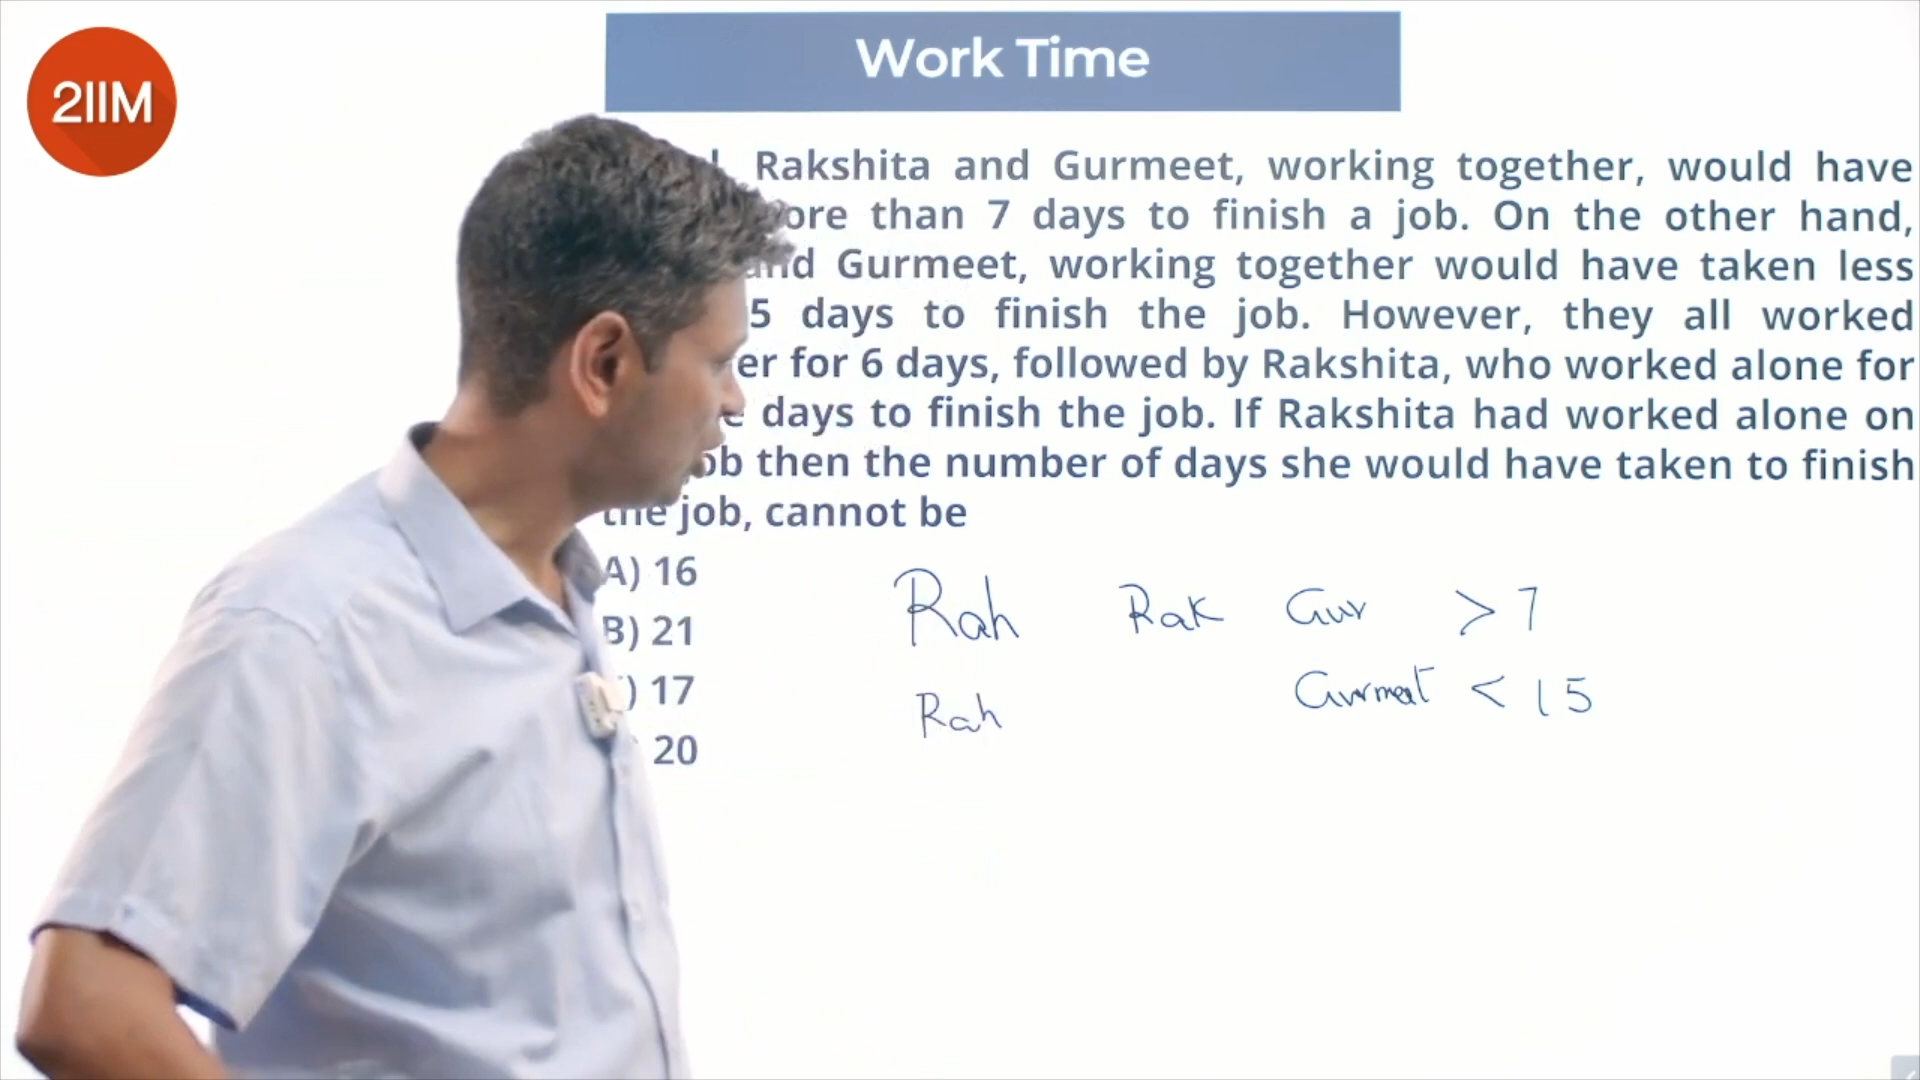 2IIM
Work Time
Rakshita and Gurmeet, working together, would have
than 7 days to finish a job. On the other hand,
Gurmeet, working together would have taken less
5 days to finish the job. However, they all worked
for 6 days, followed by Rakshita, who worked alone for
days to finish the job. If Rakshita had worked alone on
then the number of days she would have taken to finish
the job, cannot be
A) 16
B) 21
) 17
20
Rah Rak Gur > 7
Rah Gurmeet < 15